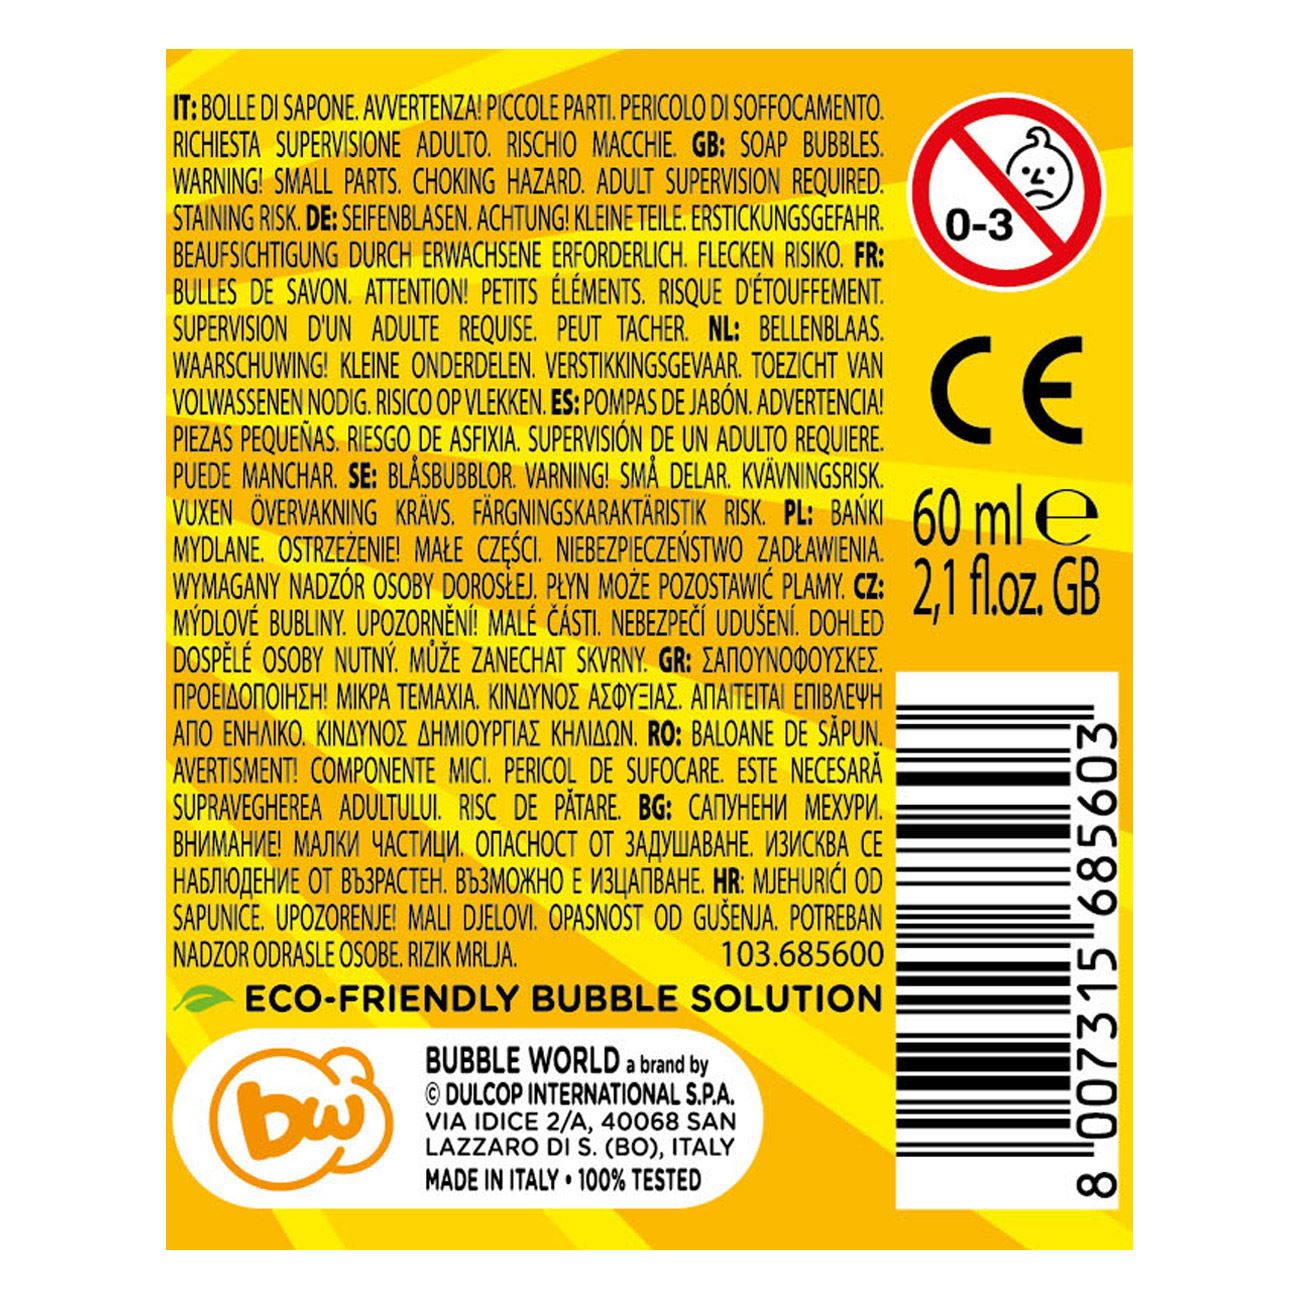 IT: BOLLE DI SAPONE. AVVERTENZA! PICCOLE PARTI. PERICOLO DI SOFFOCAMENTO.
RICHIESTA SUPERVISIONE ADULTO. RISCHIO MACCHIE. GB: SOAP BUBBLES.
WARNING! SMALL PARTS. CHOKING HAZARD. ADULT SUPERVISION REQUIRED.
STAINING RISK. DE: SEIFENBLASEN. ACHTUNG! KLEINE TEILE. ERSTICKUNGSGEFAHR.
BEAUFSICHTIGUNG DURCH ERWACHSENE ERFORDERLICH. FLECKEN RISIKO. FR:
BULLES DE SAVON. ATTENTION! PETITS ÉLÉMENTS. RISQUE D'ÉTOUFFEMENT.
SUPERVISION D'UN ADULTE REQUISE. PEUT TACHER. NL: BELLENBLAAS.
WAARSCHUWING! KLEINE ONDERDELEN. VERSTIKKINGSGEVAAR. TOEZICHT VAN
VOLWASSENEN NODIG. RISICO OP VLEKKEN. ES: POMPAS DE JABÓN. ADVERTENCIA!
PIEZAS PEQUEÑAS. RIESGO DE ASFIXIA. SUPERVISIÓN DE UN ADULTO REQUIERE.
PUEDE MANCHAR. SE: BLÅSBUBBLOR. VARNING! SMÅ DELAR. KVÄVNINGSRISK.
VUXEN ÖVERVAKNING KRÄVS. FÄRGNINGSKARAKTÄRISTIK RISK. PL: BAŃKI
MYDLANE. OSTRZEŻENIE! MAŁE CZĘŚCI. NIEBEZPIECZEŃSTWO ZADŁAWIENIA.
WYMAGANY NADZÓR OSOBY DOROSŁEJ. PŁYN MOŻE POZOSTAWIĆ PLAMY. CZ:
MÝDLOVÉ BUBLINY. UPOZORNĚNÍ! MALÉ ČÁSTI. NEBEZPEČÍ UDUŠENÍ. DOHLED
DOSPĚLÉ OSOBY NUTNÝ. MŮŽE ZANECHAT SKVRNY. GR: ΣΑΠΟΥΝΟΦΟΥΣΚΕΣ.
ΠΡΟΕΙΔΟΠΟΙΗΣΗ! ΜΙΚΡΑ ΤΕΜΑΧΙΑ. ΚΙΝΔΥΝΟΣ ΑΣΦΥΞΙΑΣ. ΑΠΑΙΤΕΙΤΑΙ ΕΠΙΒΛΕΨΗ
ΑΠΟ ΕΝΗΛΙΚΟ. ΚΙΝΔΥΝΟΣ ΔΗΜΙΟΥΡΓΙΑΣ ΚΗΛΙΔΩΝ. RO: BALOANE DE SĂPUN.
AVERTISMENT! COMPONENTE MICI. PERICOL DE SUFOCARE. ESTE NECESARĂ
SUPRAVEGHEREA ADULTULUI. RISC DE PĂTARE. BG: САПУНЕНИ МЕХУРИ.
ВНИМАНИЕ! МАЛКИ ЧАСТИЦИ. ОПАСНОСТ ОТ ЗАДУШАВАНЕ. ИЗИСКВА СЕ
НАБЛЮДЕНИЕ ОТ ВЪЗРАСТЕН. ВЪЗМОЖНО Е ИЗЦАПВАНЕ. HR: MJEHURIĆI OD
SAPUNICE. UPOZORENJE! MALI DJELOVI. OPASNOST OD GUŠENJA. POTREBAN
NADZOR ODRASLE OSOBE. RIZIK MRLJA. 103.685600
ECO-FRIENDLY BUBBLE SOLUTION
bw
BUBBLE WORLD a brand by
© DULCOP INTERNATIONAL S.P.A.
VIA IDICE 2/A, 40068 SAN
LAZZARO DI S. (BO), ITALY
MADE IN ITALY • 100% TESTED
0-3
CE
60 ml ℮
2,1 fl.oz. GB
8 007315 685603